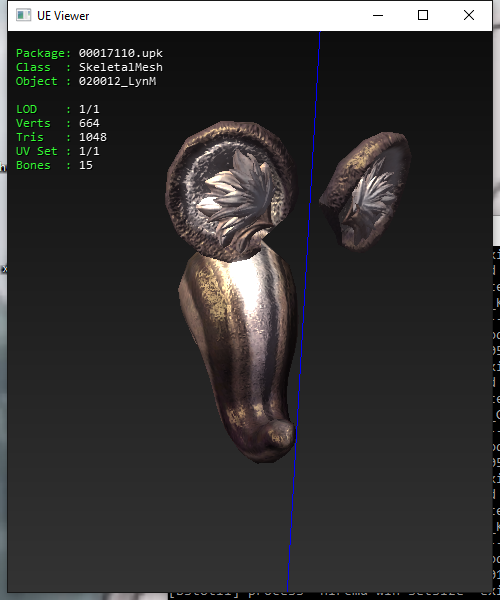 UE Viewer
Package: 00017110.upk
Class : SkeletalMesh
Object : 020012_LynM
LOD : 1/1
Verts : 664
Tris : 1048
UV Set : 1/1
Bones : 15